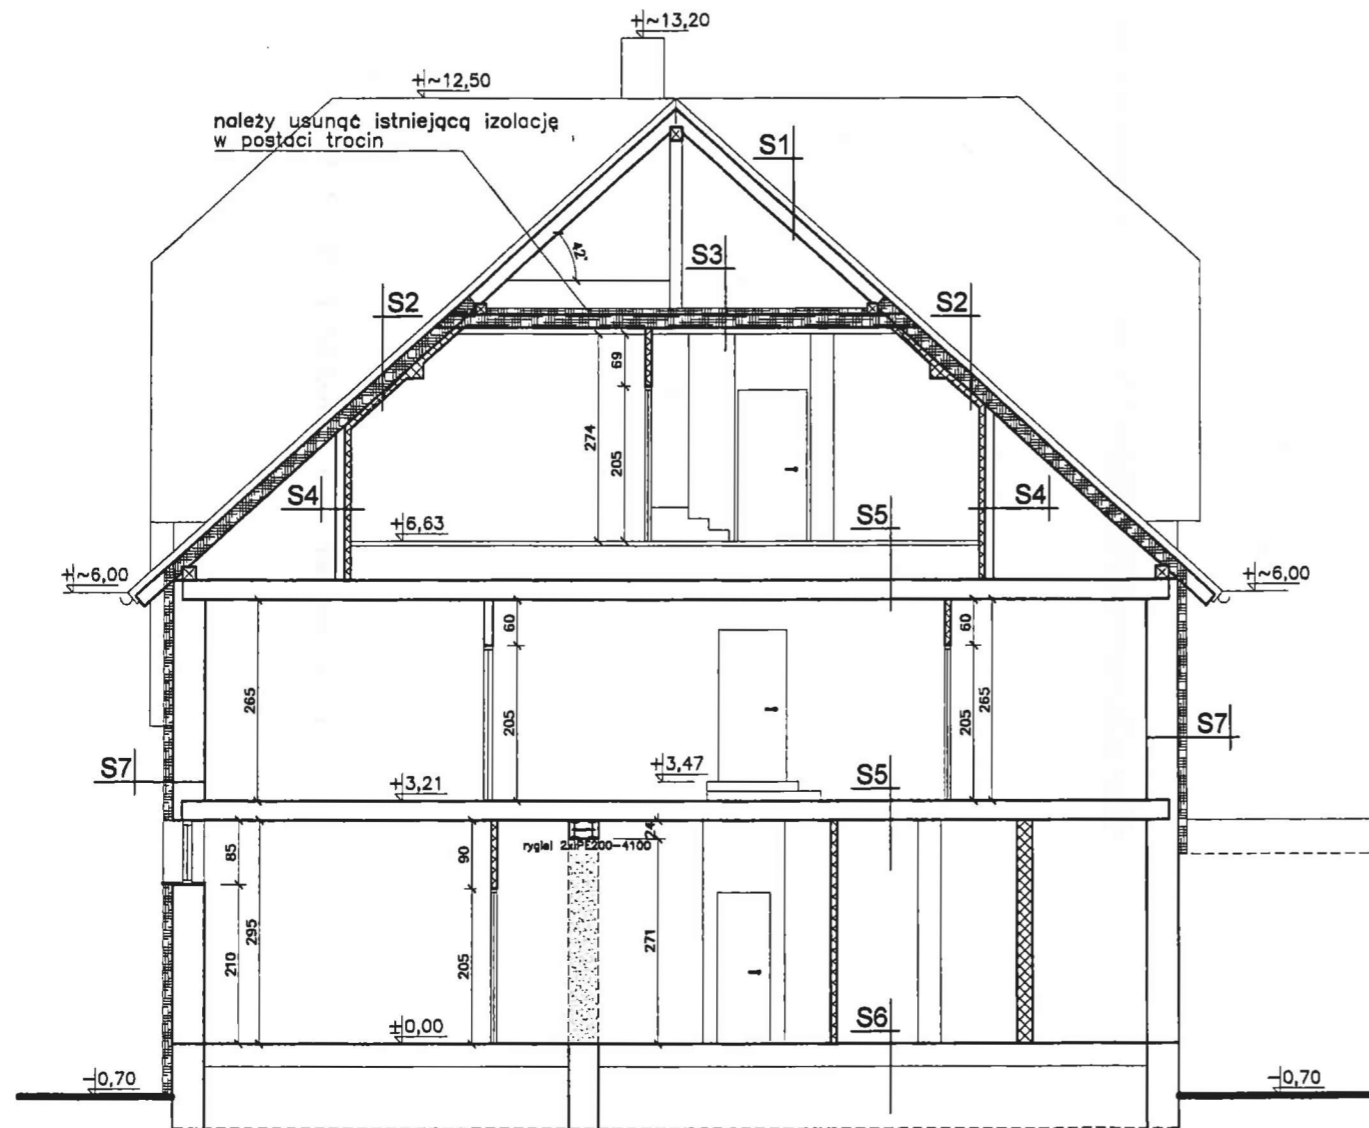 +~13,20
+~12,50
należy usunąć istniejącą izolację
w postaci trocin
S1
42°
S3
S2
S2
69
274
205
S4
S4
+6,63
S5
+~6,00
+~6,00
60
60
265
205
205
265
S7
S7
+3,47
+3,21
S5
24
rygiel 2xIPE200-4100
85
90
295
271
210
205
±0,00
S6
-0,70
-0,70